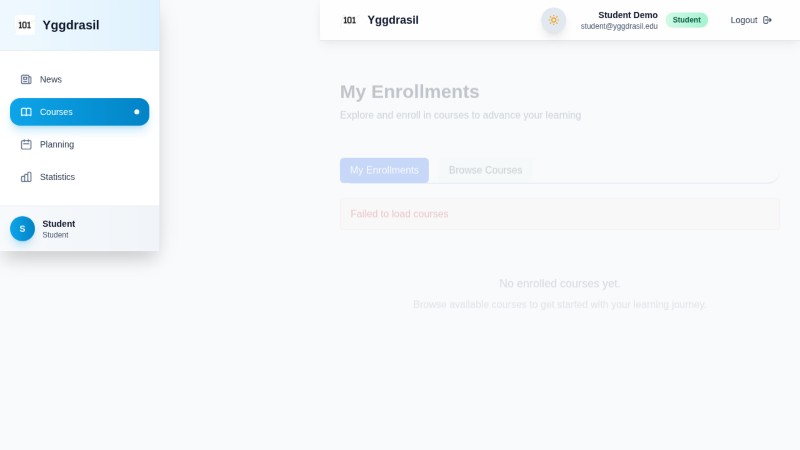 101 Yggdrasil
News
Courses
Planning
Statistics
S
Student
Student
101 Yggdrasil
Student Demo
student@yggdrasil.edu
Student
Logout
My Enrollments
Explore and enroll in courses to advance your learning
My Enrollments
Browse Courses
Failed to load courses
No enrolled courses yet.
Browse available courses to get started with your learning journey.